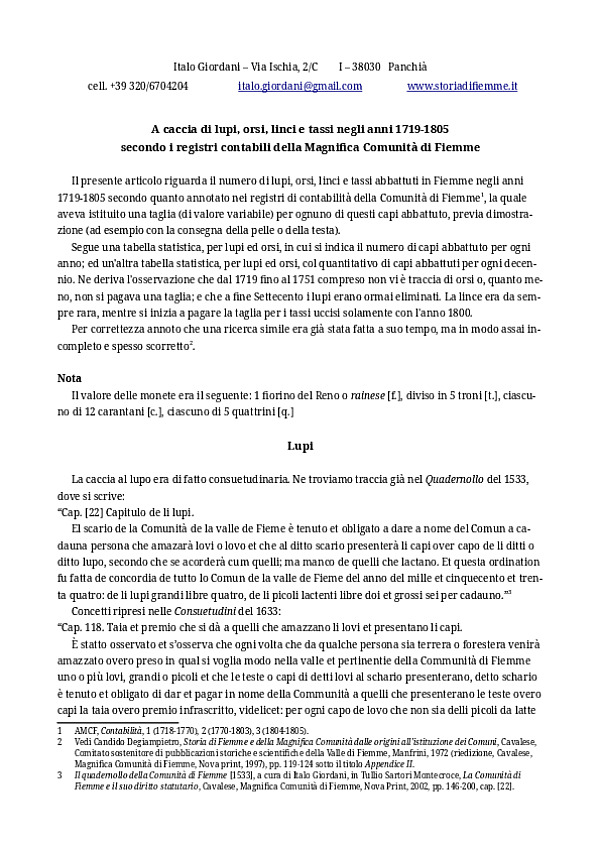 Italo Giordani – Via Ischia, 2/C I – 38030 Panchià
cell. +39 320/6704204 italo.giordani@gmail.com www.storiadifiemme.it
A caccia di lupi, orsi, linci e tassi negli anni 1719-1805
secondo i registri contabili della Magnifica Comunità di Fiemme
Il presente articolo riguarda il numero di lupi, orsi, linci e tassi abbattuti in Fiemme negli anni
1719-1805 secondo quanto annotato nei registri di contabilità della Comunità di Fiemme¹, la quale
aveva istituito una taglia (di valore variabile) per ognuno di questi capi abbattuto, previa dimostra-
zione (ad esempio con la consegna della pelle o della testa).
Segue una tabella statistica, per lupi ed orsi, in cui si indica il numero di capi abbattuto per ogni
anno; ed un'altra tabella statistica, per lupi ed orsi, col quantitativo di capi abbattuti per ogni decen-
nio. Ne deriva l'osservazione che dal 1719 fino al 1751 compreso non vi è traccia di orsi o, quanto me-
no, non si pagava una taglia; e che a fine Settecento i lupi erano ormai eliminati. La lince era da sem-
pre rara, mentre si inizia a pagare la taglia per i tassi uccisi solamente con l'anno 1800.
Per correttezza annoto che una ricerca simile era già stata fatta a suo tempo, ma in modo assai in-
completo e spesso scorretto².
Nota
Il valore delle monete era il seguente: 1 fiorino del Reno o rainese [f.], diviso in 5 troni [t.], ciascu-
no di 12 carantani [c.], ciascuno di 5 quattrini [q.]
Lupi
La caccia al lupo era di fatto consuetudinaria. Ne troviamo traccia già nel Quadernollo del 1533,
dove si scrive:
“Cap. [22] Capitulo de li lupi.
El scario de la Comunità de la valle de Fieme è tenuto et obligato a dare a nome del Comun a ca-
dauna persona che amazarà lovi o lovo et che al ditto scario presenterà li capi over capo de li ditti o
ditto lupo, secondo che se acorderà cum quelli; ma manco de quelli che lactano. Et questa ordination
fu fatta de concordia de tutto lo Comun de la valle de Fieme del anno del mille et cinquecento et tren-
ta quatro: de li lupi grandi libre quatro, de li picoli lactenti libre doi et grossi sei per cadauno.”³
Concetti ripresi nelle Consuetudini del 1633:
“Cap. 118. Taia et premio che si dà a quelli che amazzano li lovi et presentano li capi.
È statto osservato et s’osserva che ogni volta che da qualche persona sia terrera o forestera venirà
amazzato overo preso in qual si voglia modo nella valle et pertinentie della Communità di Fiemme
uno o più lovi, grandi o picoli et che le teste o capi di detti lovi al schario presenterano, detto schario
è tenuto et obligato di dar et pagar in nome della Communità a quelli che presenterano le teste overo
capi la taia overo premio infrascritto, videlicet: per ogni capo de lovo che non sia delli picoli da latte
1 AMCF, Contabilità, 1 (1718-1770), 2 (1770-1803), 3 (1804-1805).
2 Vedi Candido Degiampietro, Storia di Fiemme e della Magnifica Comunità dalle origini all’istituzione dei Comuni, Cavalese,
Comitato sostenitore di pubblicazioni storiche e scientifiche della Valle di Fiemme, Manfrini, 1972 (riedizione, Cavalese,
Magnifica Comunità di Fiemme, Nova print, 1997), pp. 119-124 sotto il titolo Appendice II.
3 Il quadernollo della Comunità di Fiemme [1533], a cura di Italo Giordani, in Tullio Sartori Montecroce, La Comunità di
Fiemme e il suo diritto statutario, Cavalese, Magnifica Comunità di Fiemme, Nova Print, 2002, pp. 146-200, cap. [22].